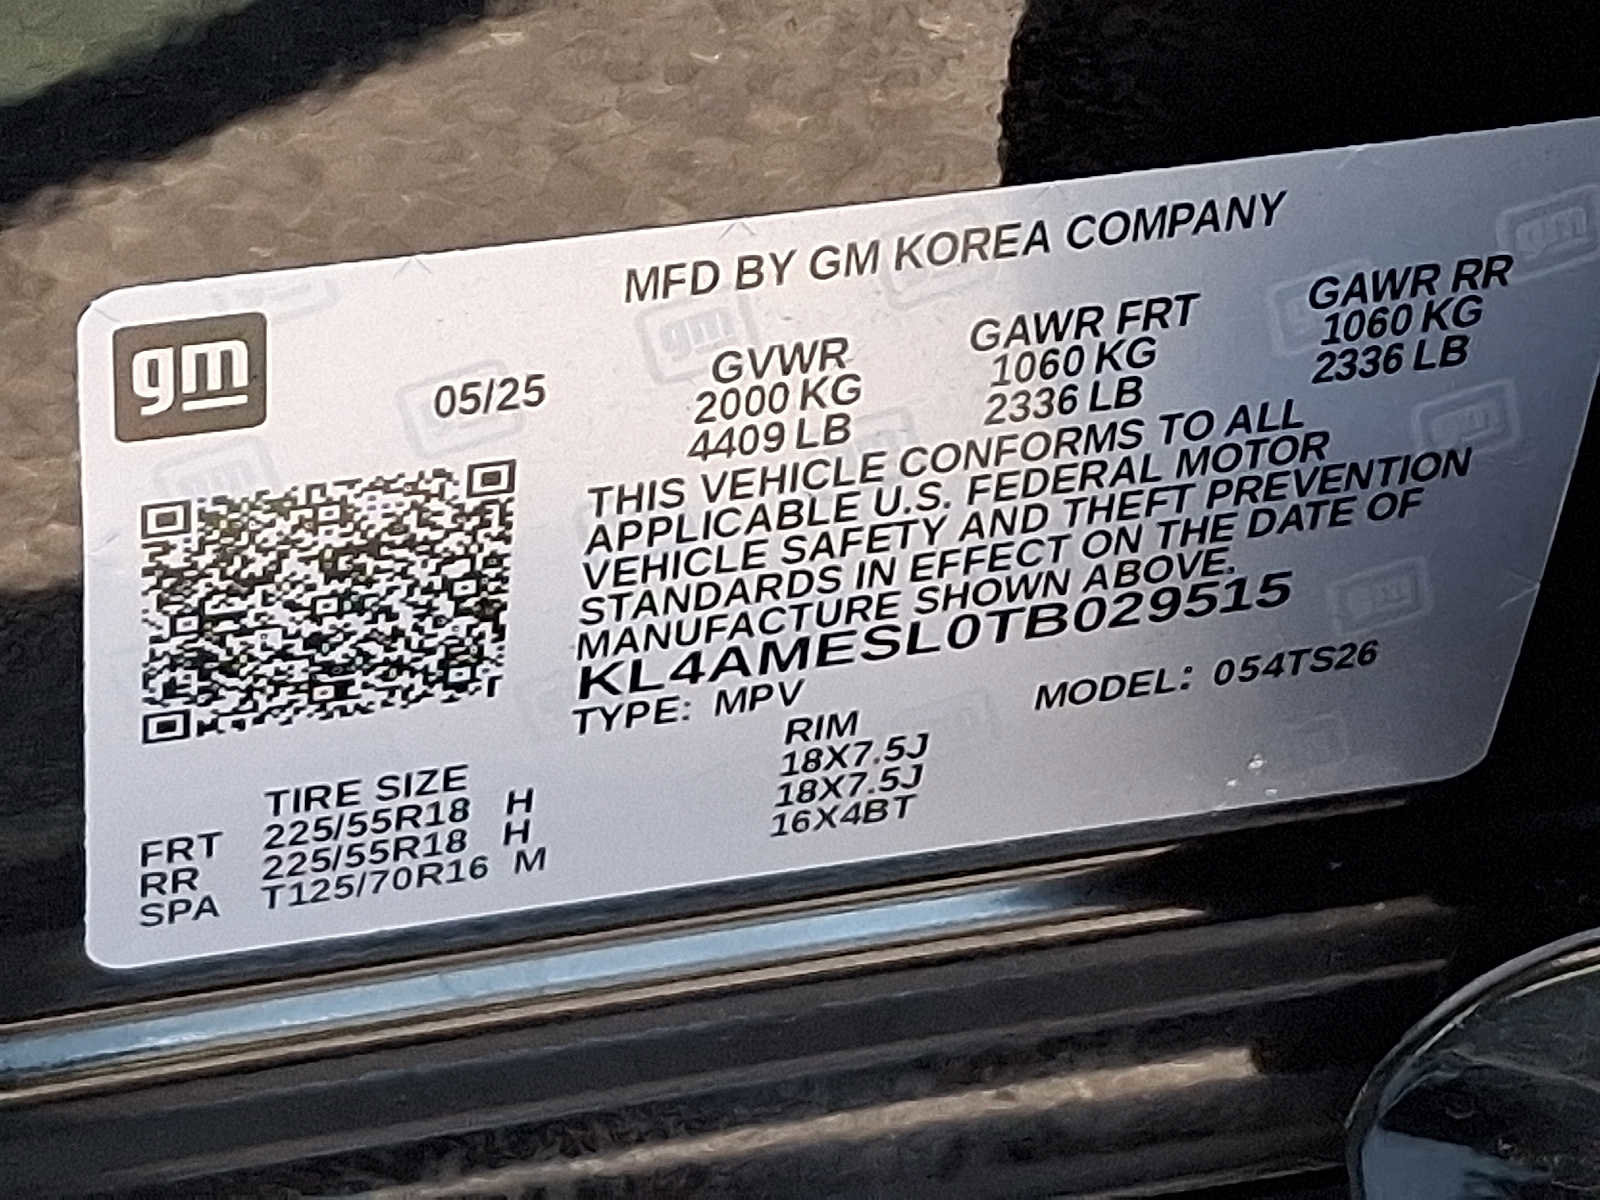 MFD BY GM KOREA COMPANY
gm
05/25
GVWR GAWR FRT GAWR RR
2000 KG 1060 KG 1060 KG
4409 LB 2336 LB 2336 LB
THIS VEHICLE CONFORMS TO ALL
APPLICABLE U.S. FEDERAL MOTOR
VEHICLE SAFETY AND THEFT PREVENTION
STANDARDS IN EFFECT ON THE DATE OF
MANUFACTURE SHOWN ABOVE.
KL4AMESL0TB029515
TYPE: MPV MODEL: 054TS26
TIRE SIZE RIM
FRT 225/55R18 H 18X7.5J
RR 225/55R18 H 18X7.5J
SPA T125/70R16 M 16X4BT